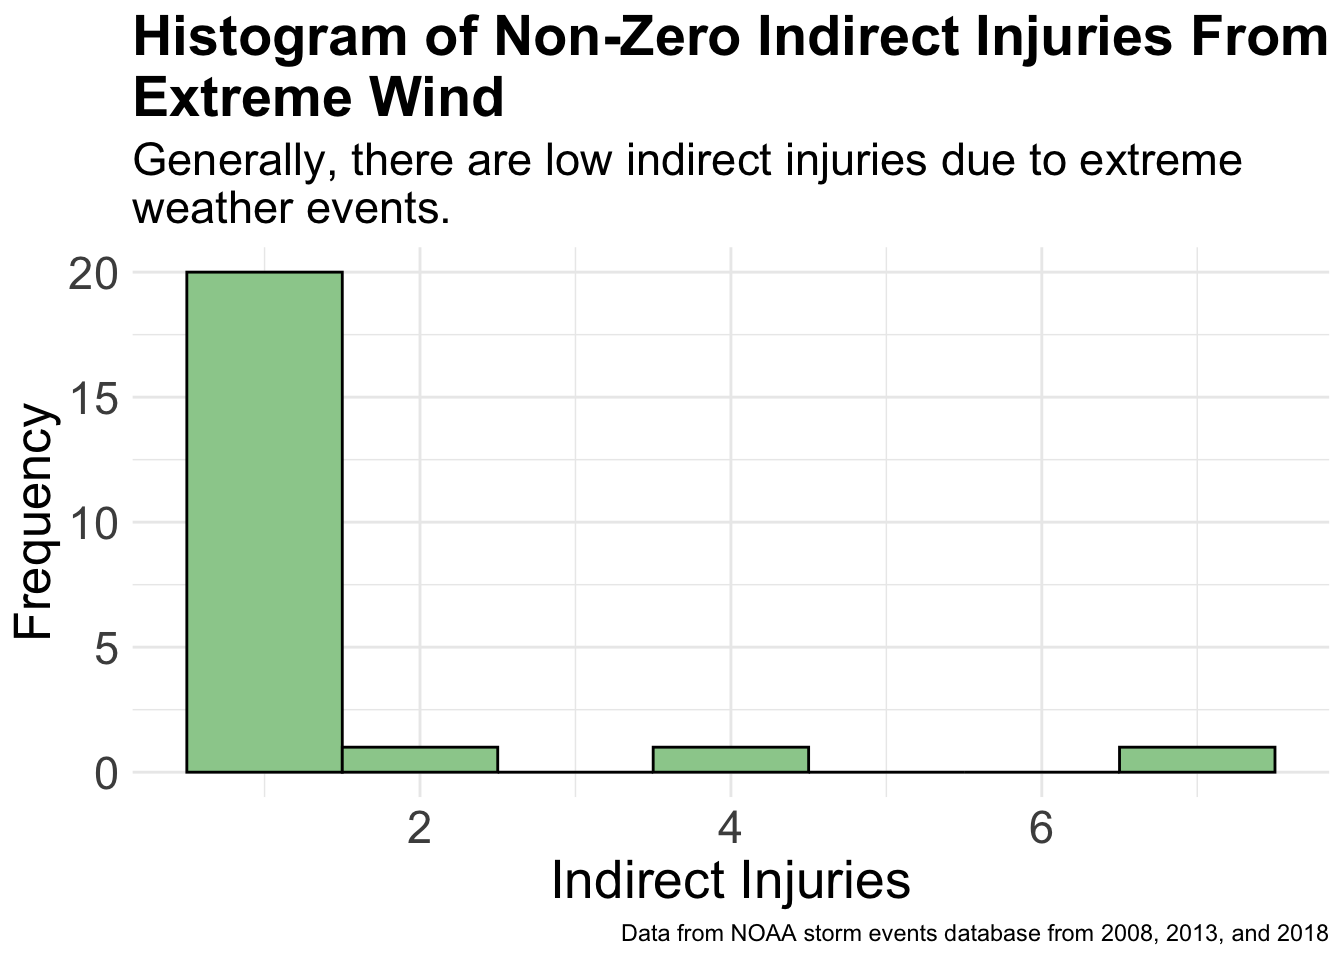 Histogram of Non-Zero Indirect Injuries From
Extreme Wind
Generally, there are low indirect injuries due to extreme
weather events.
20
15
10
5
0
Frequency
2 4 6
Indirect Injuries
Data from NOAA storm events database from 2008, 2013, and 2018